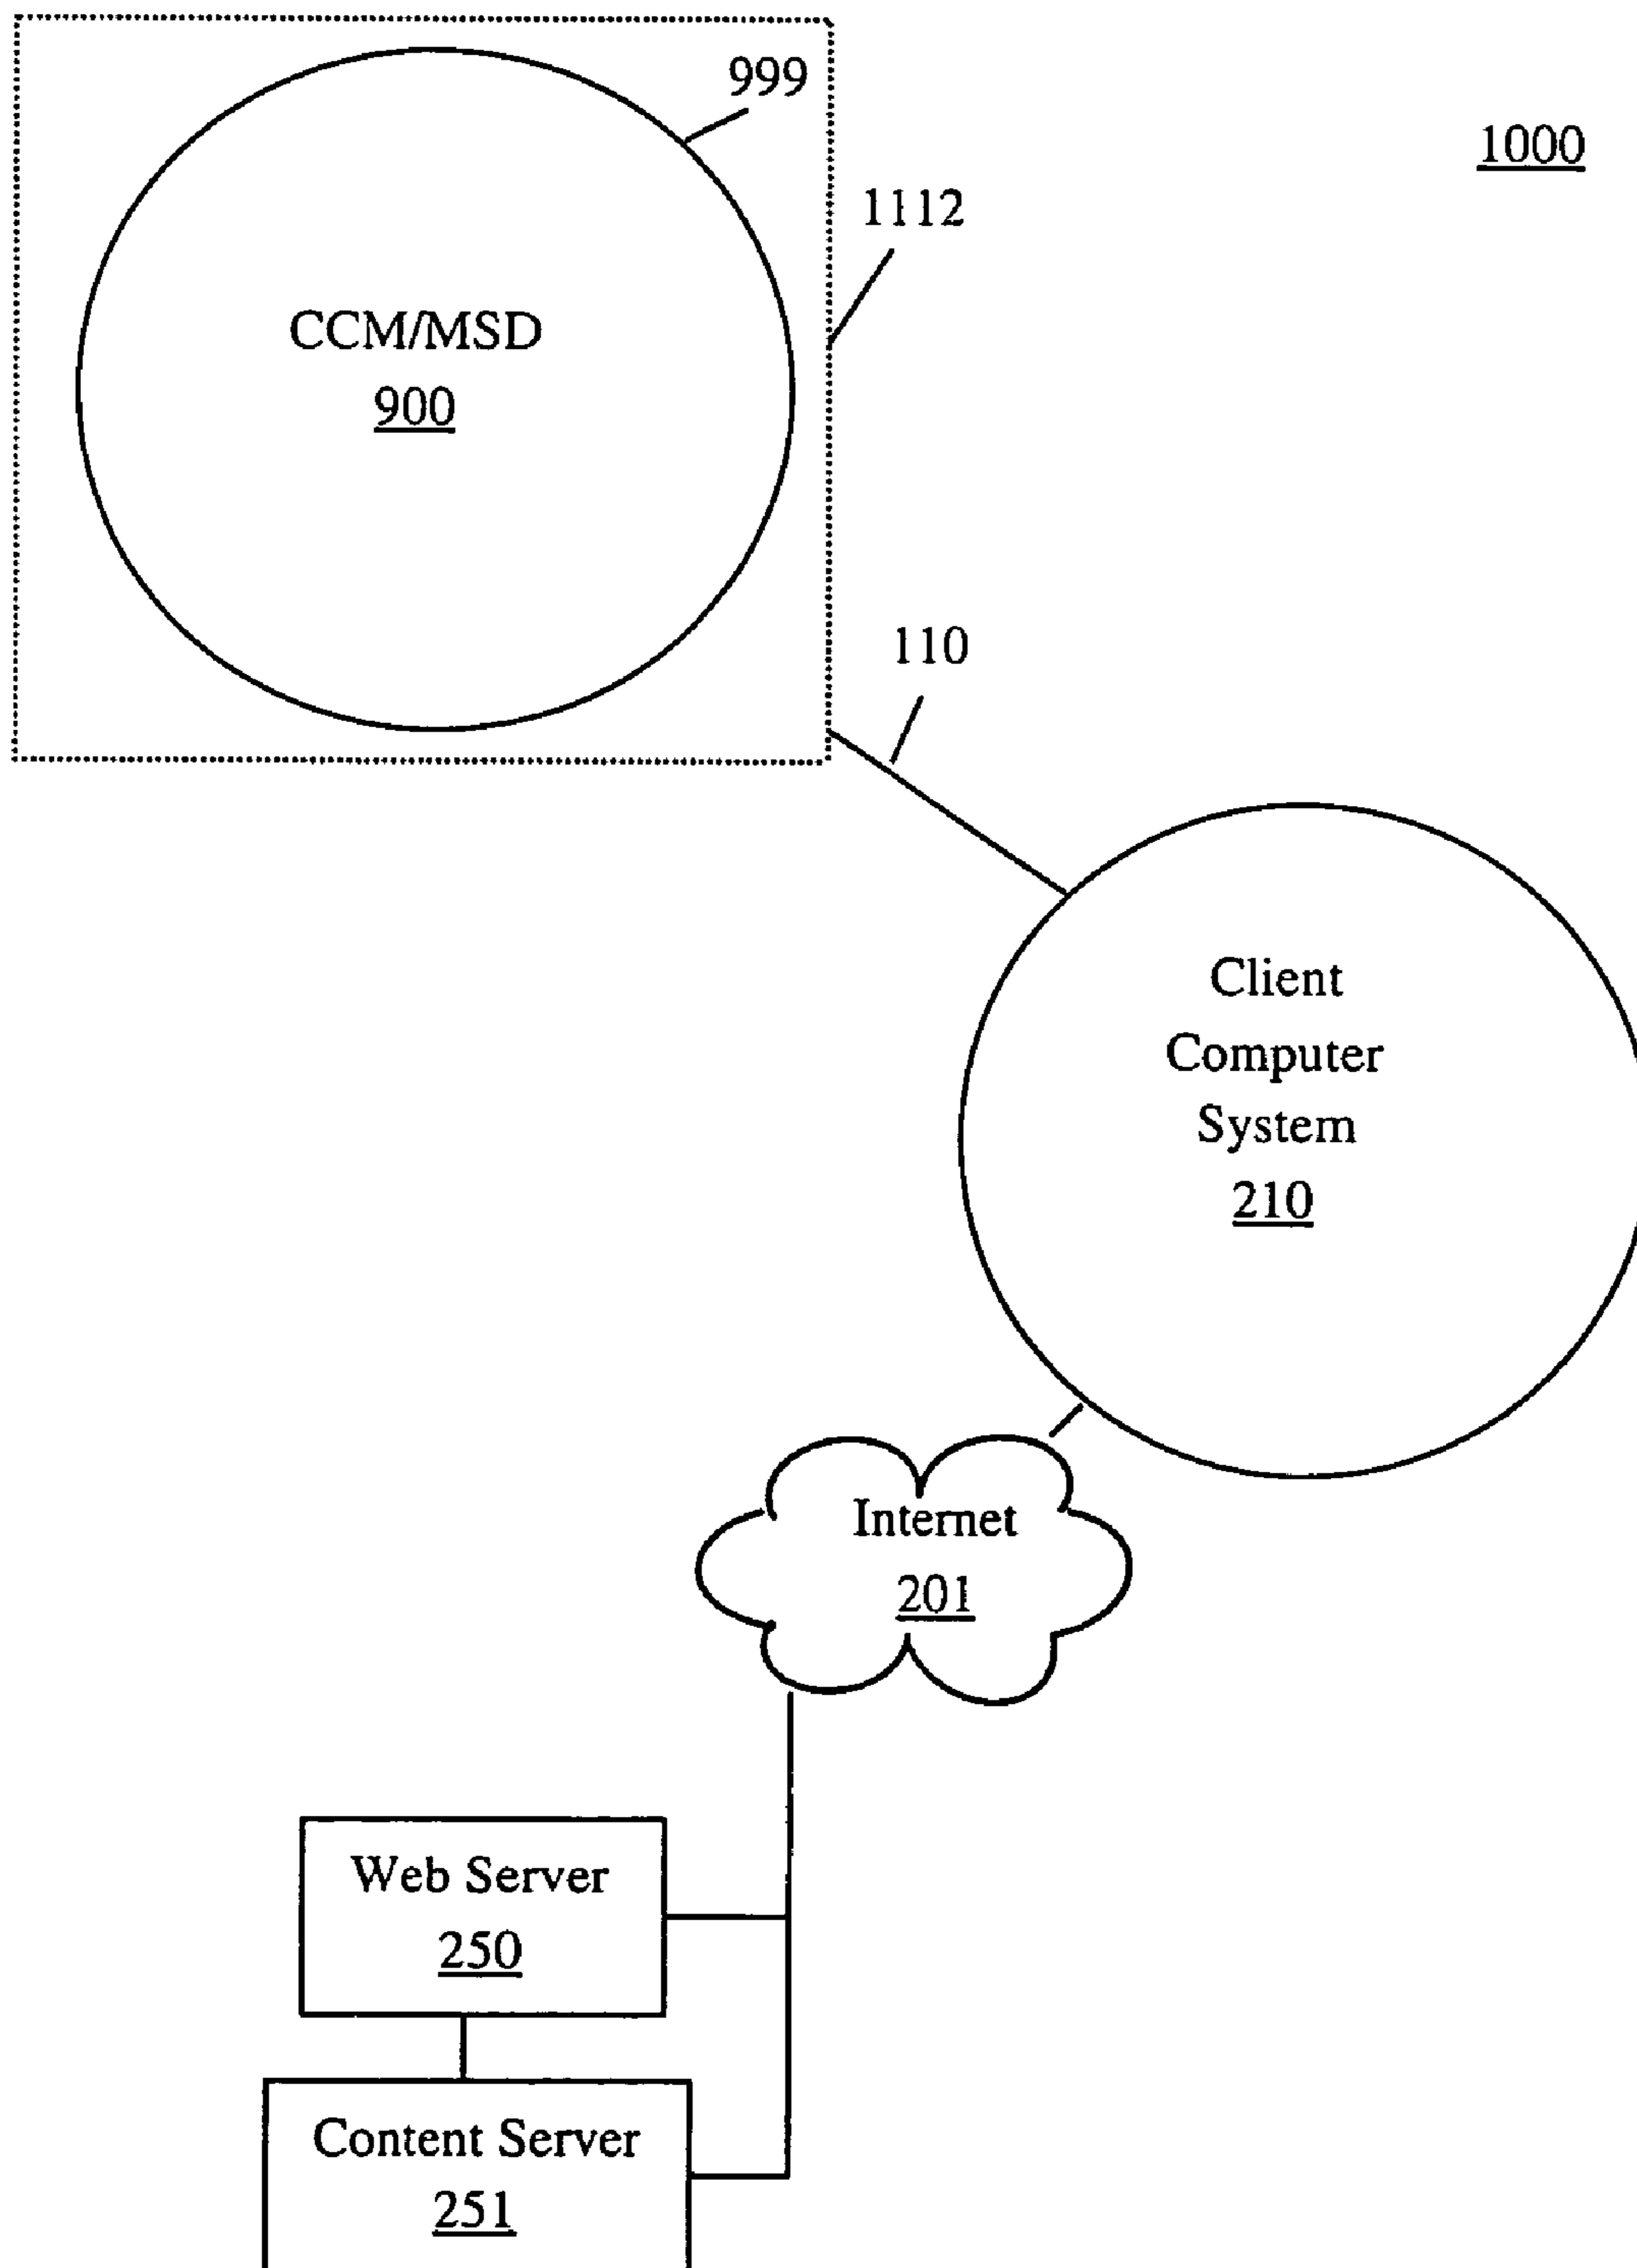 999
1000
1112
CCM/MSD
900
110
Client
Computer
System
210
Internet
201
Web Server
250
Content Server
251